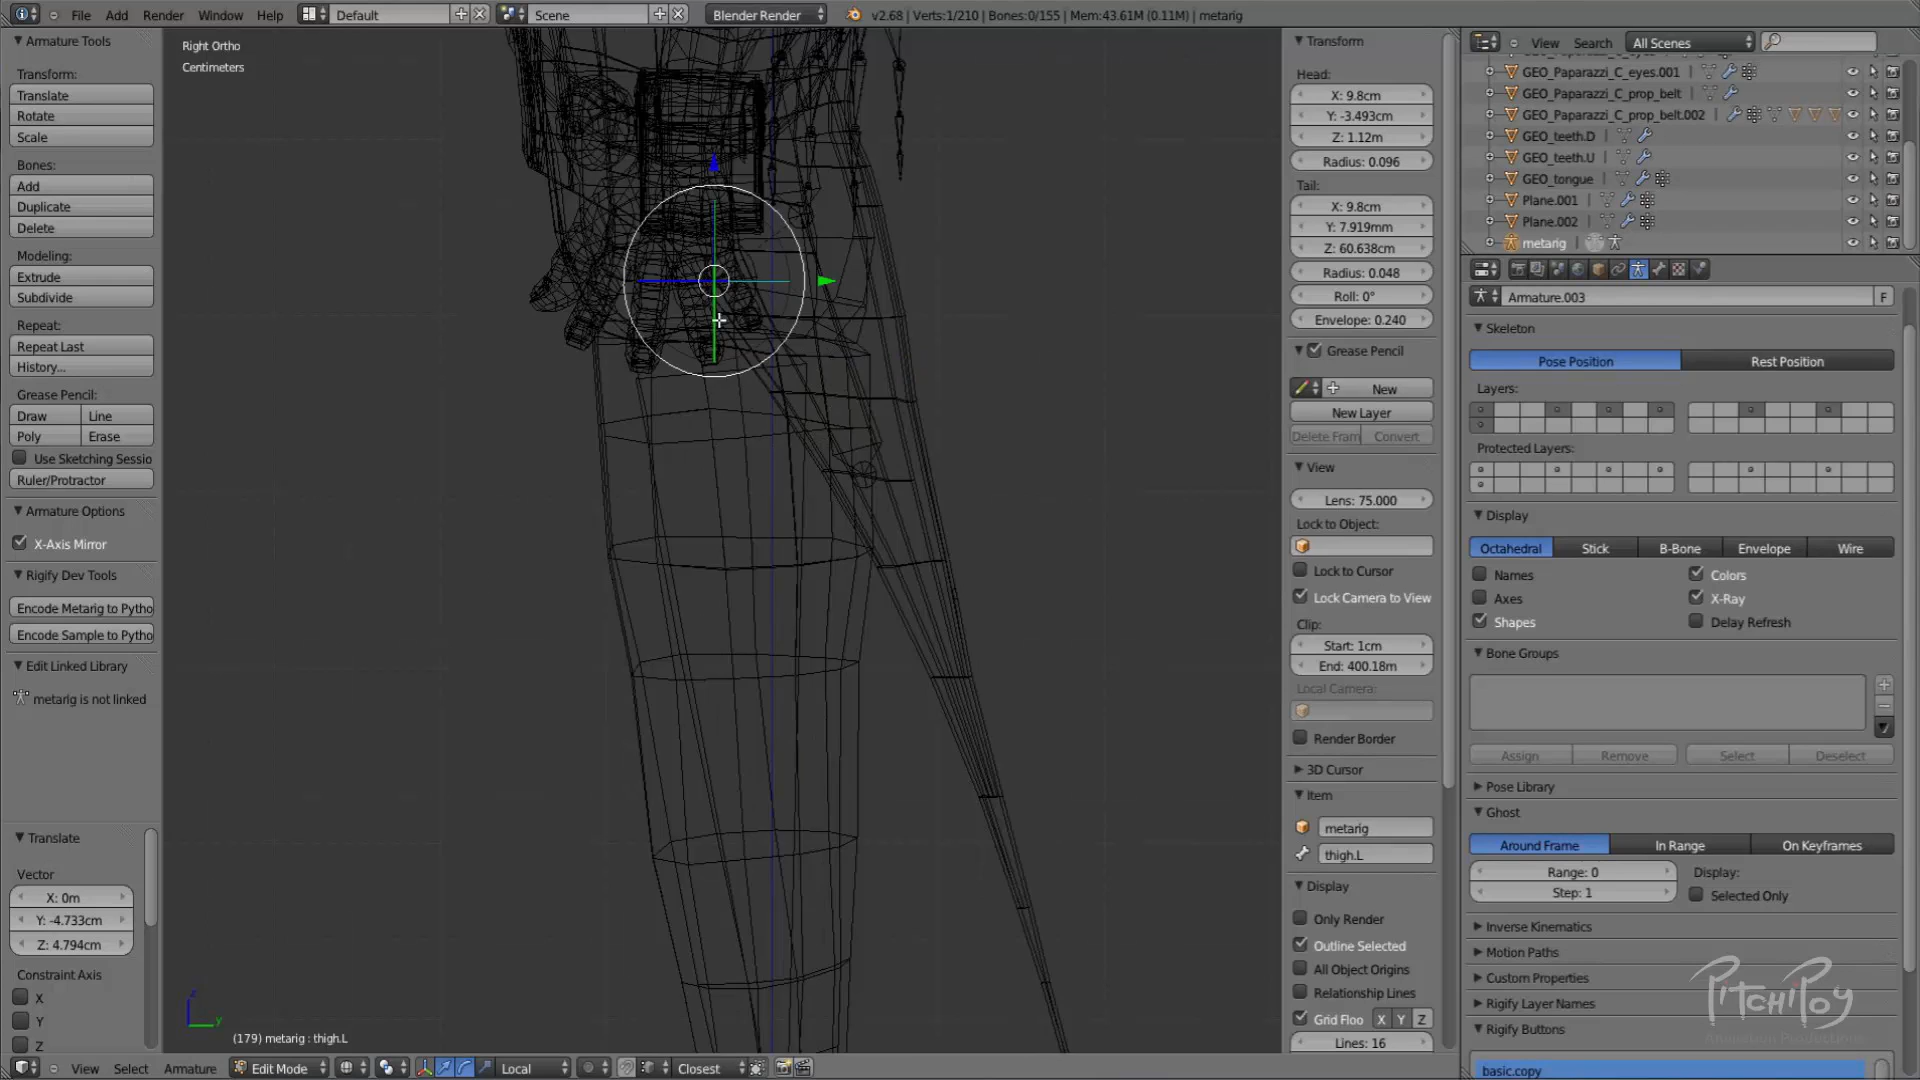 File Add Render Window Help Default Scene Blender Render v2.68 | Verts:1/210 | Bones:0/155 | Mem:43.61M (0.11M) | metarig
Armature Tools
Transform:
Translate
Rotate
Scale
Bones:
Add
Duplicate
Delete
Modeling:
Extrude
Subdivide
Repeat:
Repeat Last
History...
Grease Pencil:
Draw Line
Poly Erase
Use Sketching Sessio
Ruler/Protractor
Armature Options
X-Axis Mirror
Rigify Dev Tools
Encode Metarig to Pytho
Encode Sample to Pytho
Edit Linked Library
metarig is not linked
Translate
Vector
X: 0m
Y: -4.733cm
Z: 4.794cm
Constraint Axis
X
Y
Z
Right Ortho
Centimeters
z
y
(179) metarig : thigh.L
View Select Armature Edit Mode Local Closest
Transform
Head:
X: 9.8cm
Y: -3.493cm
Z: 1.12m
Radius: 0.096
Tail:
X: 9.8cm
Y: 7.919mm
Z: 60.638cm
Radius: 0.048
Roll: 0°
Envelope: 0.240
Grease Pencil
New
New Layer
Delete Fram Convert
View
Lens: 75.000
Lock to Object:
Lock to Cursor
Lock Camera to View
Clip:
Start: 1cm
End: 400.18m
Local Camera:
Render Border
3D Cursor
Item
metarig
thigh.L
Display
Only Render
Outline Selected
All Object Origins
Relationship Lines
Grid Floo X Y Z
Lines: 16
View Search All Scenes
GEO_Paparazzi_C_eyes.001
GEO_Paparazzi_C_prop_belt
GEO_Paparazzi_C_prop_belt.002
GEO_teeth.D
GEO_teeth.U
GEO_tongue
Plane.001
Plane.002
metarig
Armature.003 F
Skeleton
Pose Position Rest Position
Layers:
Protected Layers:
Display
Octahedral Stick B-Bone Envelope Wire
Names Colors
Axes X-Ray
Shapes Delay Refresh
Bone Groups
Assign Remove Select Deselect
Pose Library
Ghost
Around Frame In Range On Keyframes
Range: 0 Display:
Step: 1 Selected Only
Inverse Kinematics
Motion Paths
Custom Properties
Rigify Layer Names
Rigify Buttons
basic.copy
PitchiPoy
Animation Productions